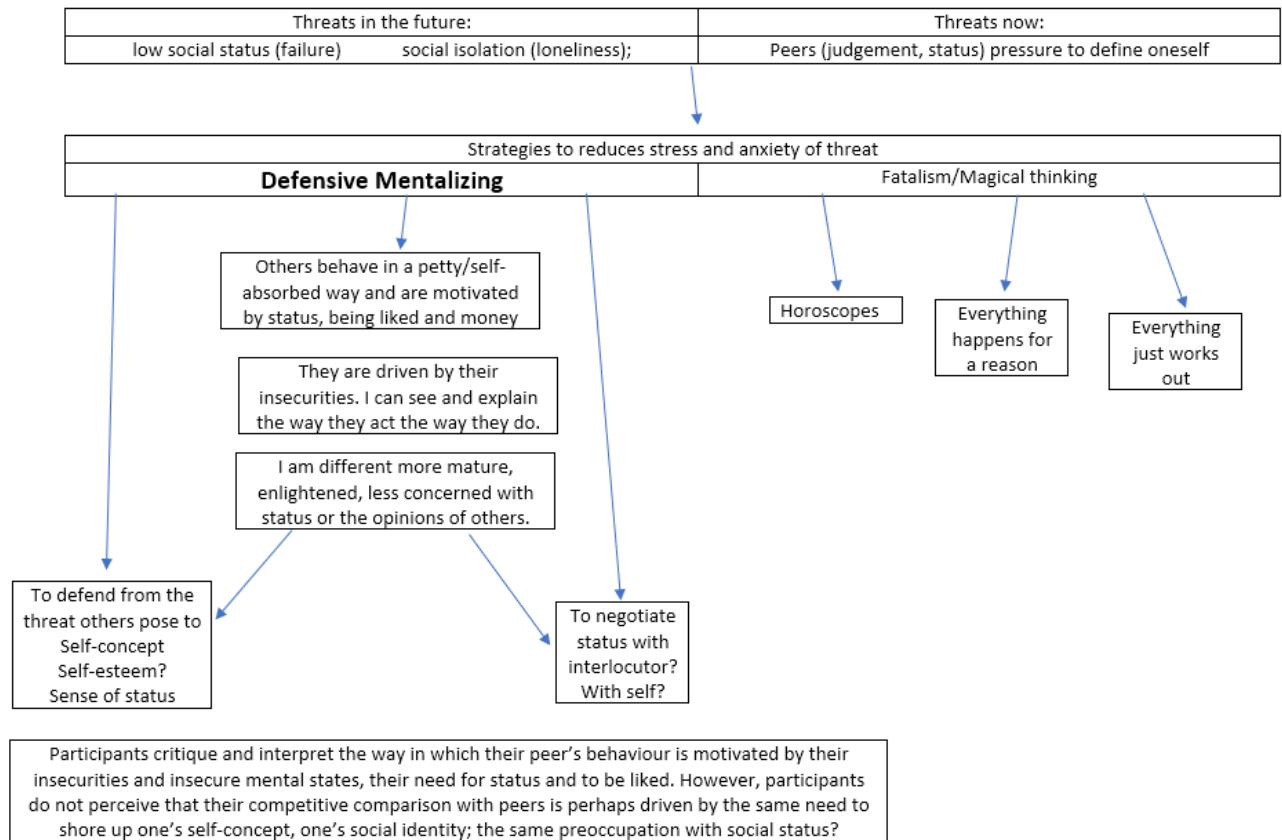 Threats in the future:
Threats now:
low social status (failure) social isolation (loneliness);
Peers (judgement, status) pressure to define oneself
Strategies to reduces stress and anxiety of threat
Defensive Mentalizing
Fatalism/Magical thinking
Others behave in a petty/self-
absorbed way and are motivated
by status, being liked and money
Horoscopes
Everything
happens for
a reason
Everything
just works
out
They are driven by their
insecurities. I can see and explain
the way they act the way they do.
I am different more mature,
enlightened, less concerned with
status or the opinions of others.
To defend from the
threat others pose to
Self-concept
Self-esteem?
Sense of status
To negotiate
status with
interlocutor?
With self?
Participants critique and interpret the way in which their peer's behaviour is motivated by their
insecurities and insecure mental states, their need for status and to be liked. However, participants
do not perceive that their competitive comparison with peers is perhaps driven by the same need to
shore up one's self-concept, one's social identity; the same preoccupation with social status?